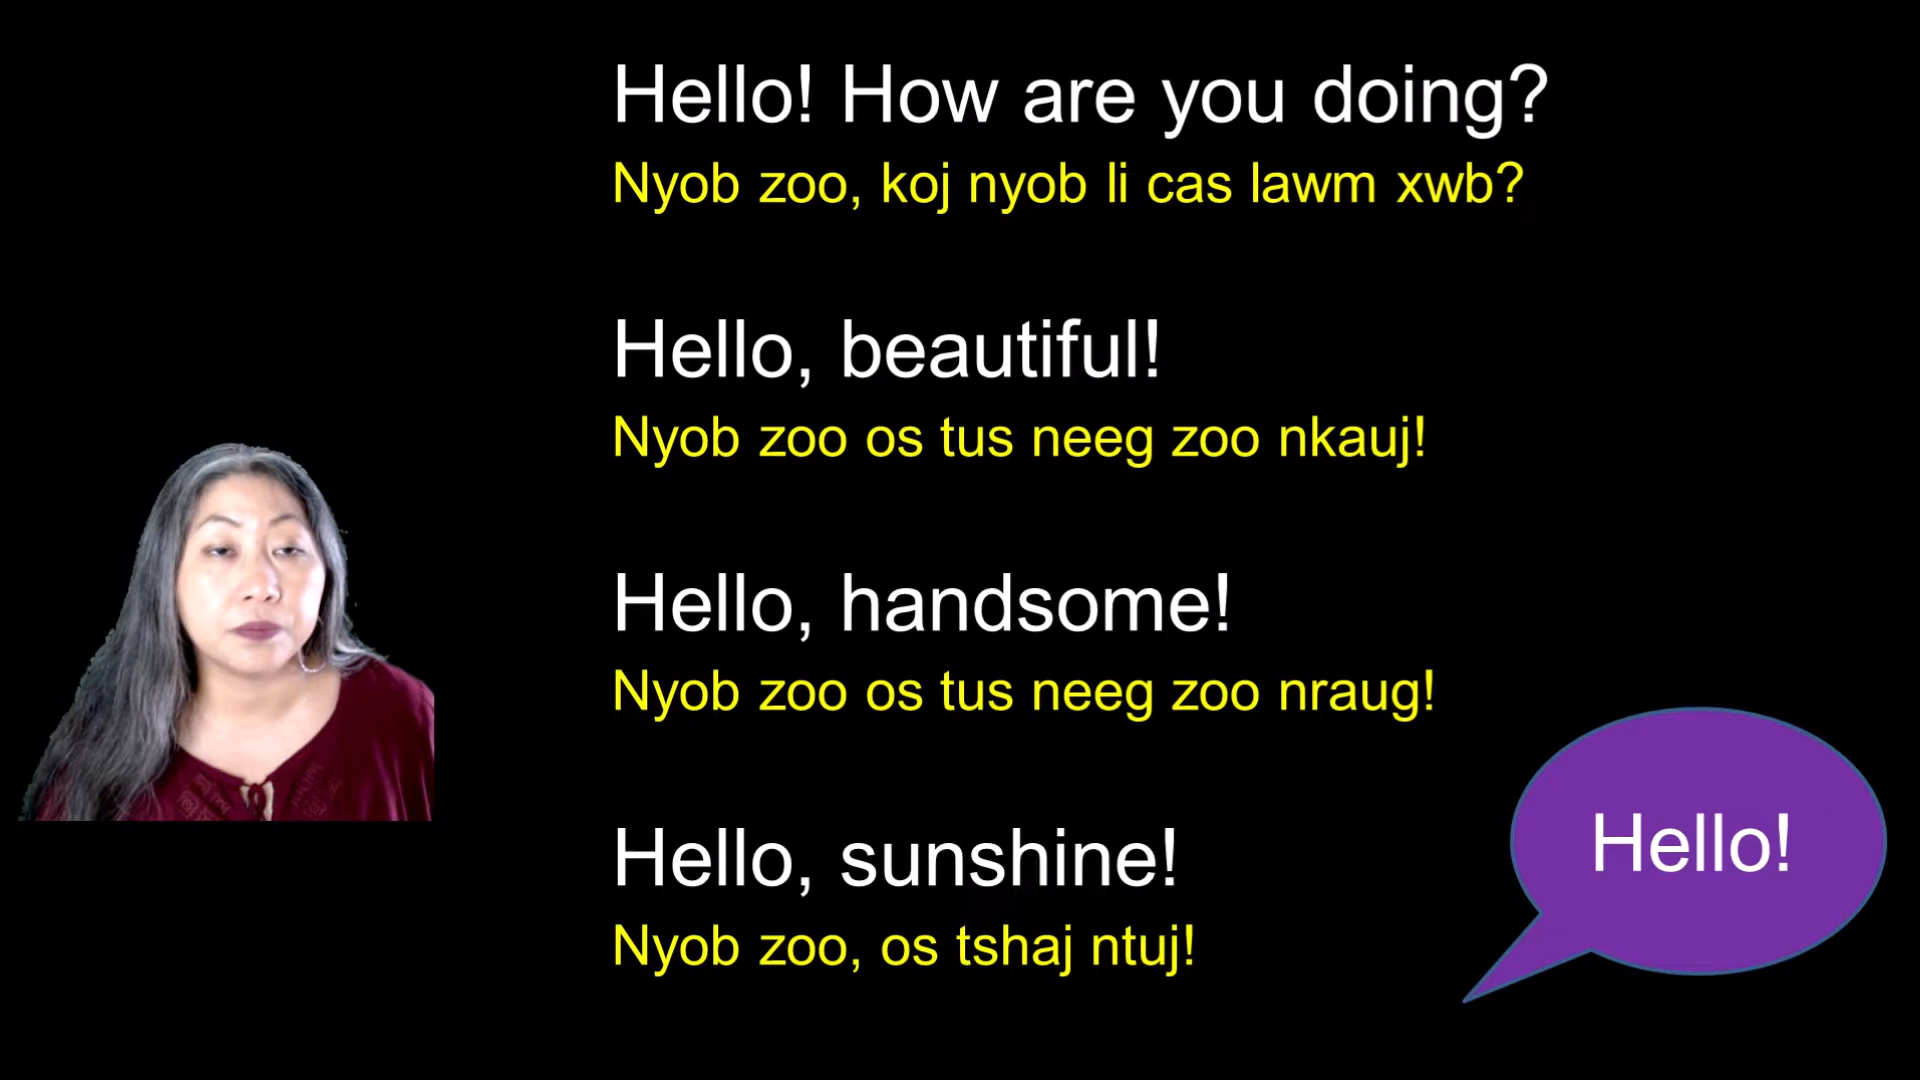 Hello! How are you doing?
Nyob zoo, koj nyob li cas lawm xwb?
Hello, beautiful!
Nyob zoo os tus neeg zoo nkauj!
Hello, handsome!
Nyob zoo os tus neeg zoo nraug!
Hello, sunshine!
Nyob zoo, os tshaj ntuj!
Hello!